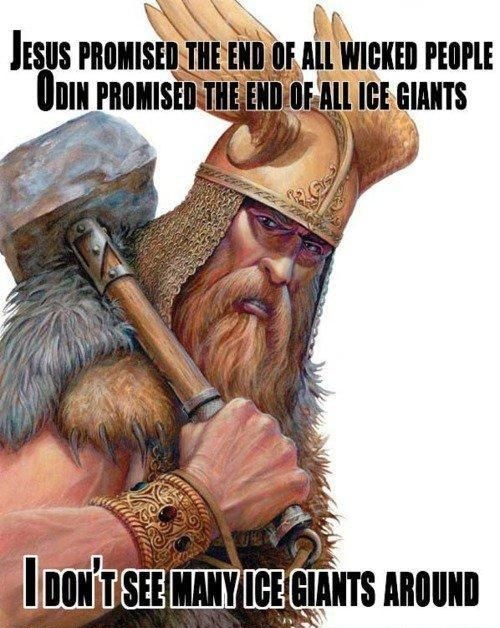 JESUS PROMISED THE END OF ALL WICKED PEOPLE
ODIN PROMISED THE END OF ALL ICE GIANTS
I DON'T SEE MANY ICE GIANTS AROUND